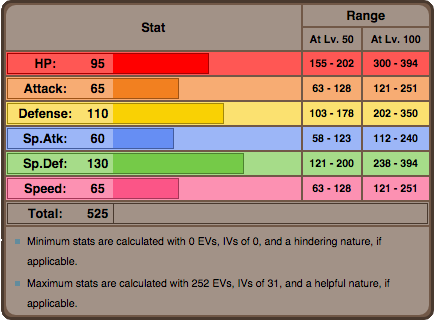 Stat Range
At Lv. 50 At Lv. 100
HP: 95 155 - 202 300 - 394
Attack: 65 63 - 128 121 - 251
Defense: 110 103 - 178 202 - 350
Sp.Atk: 60 58 - 123 112 - 240
Sp.Def: 130 121 - 200 238 - 394
Speed: 65 63 - 128 121 - 251
Total: 525
Minimum stats are calculated with 0 EVs, IVs of 0, and a hindering nature, if
applicable.
Maximum stats are calculated with 252 EVs, IVs of 31, and a helpful nature, if
applicable.